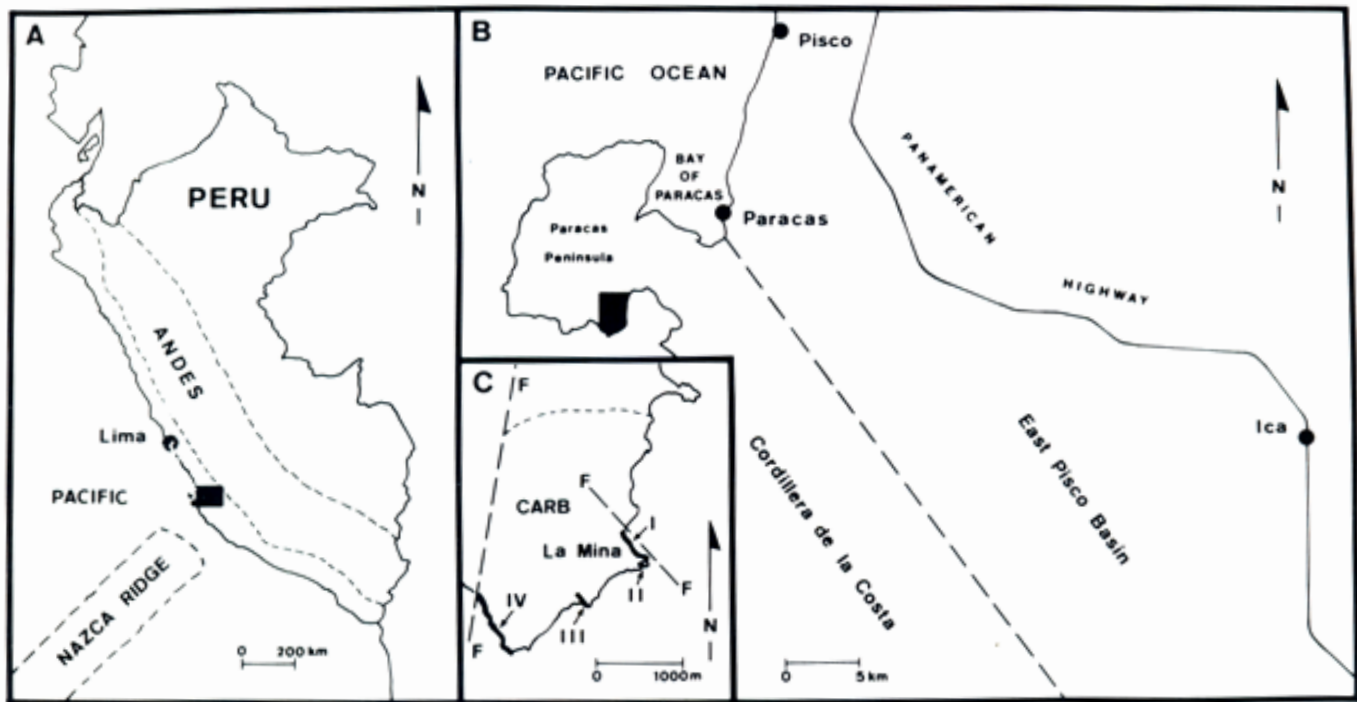 A
PERU
N
ANDES
Lima
PACIFIC
NAZCA RIDGE
0 200 km
B
Pisco
PACIFIC OCEAN
BAY
OF
PARACAS
Paracas
Paracas
Peninsula
PANAMERICAN
HIGHWAY
N
Ica
East Pisco Basin
Cordillera de la Costa
0 5 km
C
F
F
CARB
I
La Mina
II
F
IV
III
F
N
0 1000m